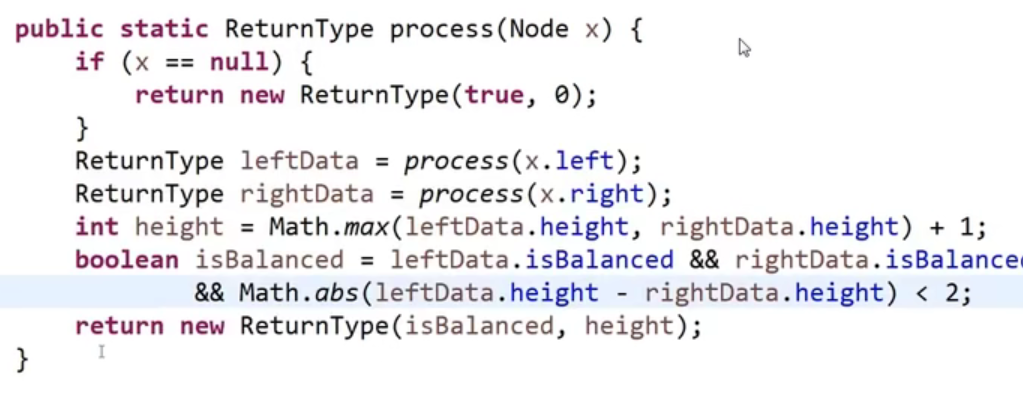 public static ReturnType process(Node x) {
if (x == null) {
return new ReturnType(true, 0);
}
ReturnType leftData = process(x.left);
ReturnType rightData = process(x.right);
int height = Math.max(leftData.height, rightData.height) + 1;
boolean isBalanced = leftData.isBalanced && rightData.isBalanced
&& Math.abs(leftData.height - rightData.height) < 2;
return new ReturnType(isBalanced, height);
}